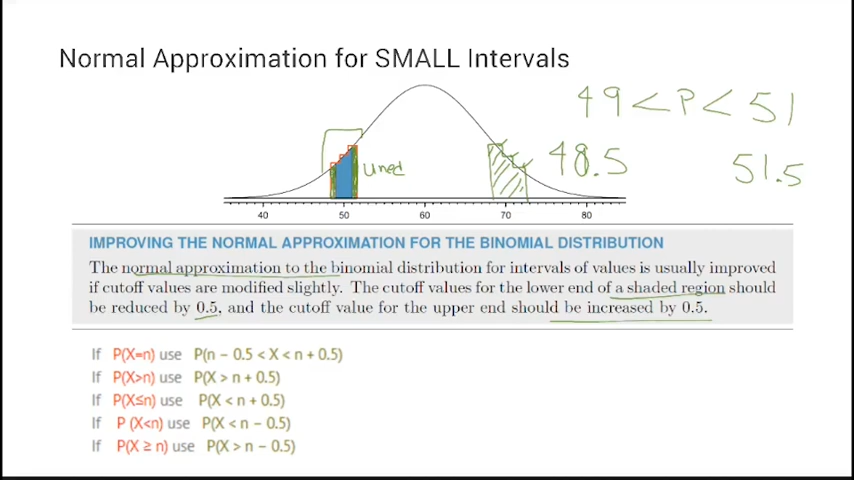 Normal Approximation for SMALL Intervals
49 < P < 51
48.5 51.5
40 50 60 70 80
IMPROVING THE NORMAL APPROXIMATION FOR THE BINOMIAL DISTRIBUTION
The normal approximation to the binomial distribution for intervals of values is usually improved
if cutoff values are modified slightly. The cutoff values for the lower end of a shaded region should
be reduced by 0.5, and the cutoff value for the upper end should be increased by 0.5.
If P(X=n) use P(n − 0.5 < X < n + 0.5)
If P(X>n) use P(X > n + 0.5)
If P(X≤n) use P(X < n + 0.5)
If P (X<n) use P(X < n − 0.5)
If P(X ≥ n) use P(X > n − 0.5)